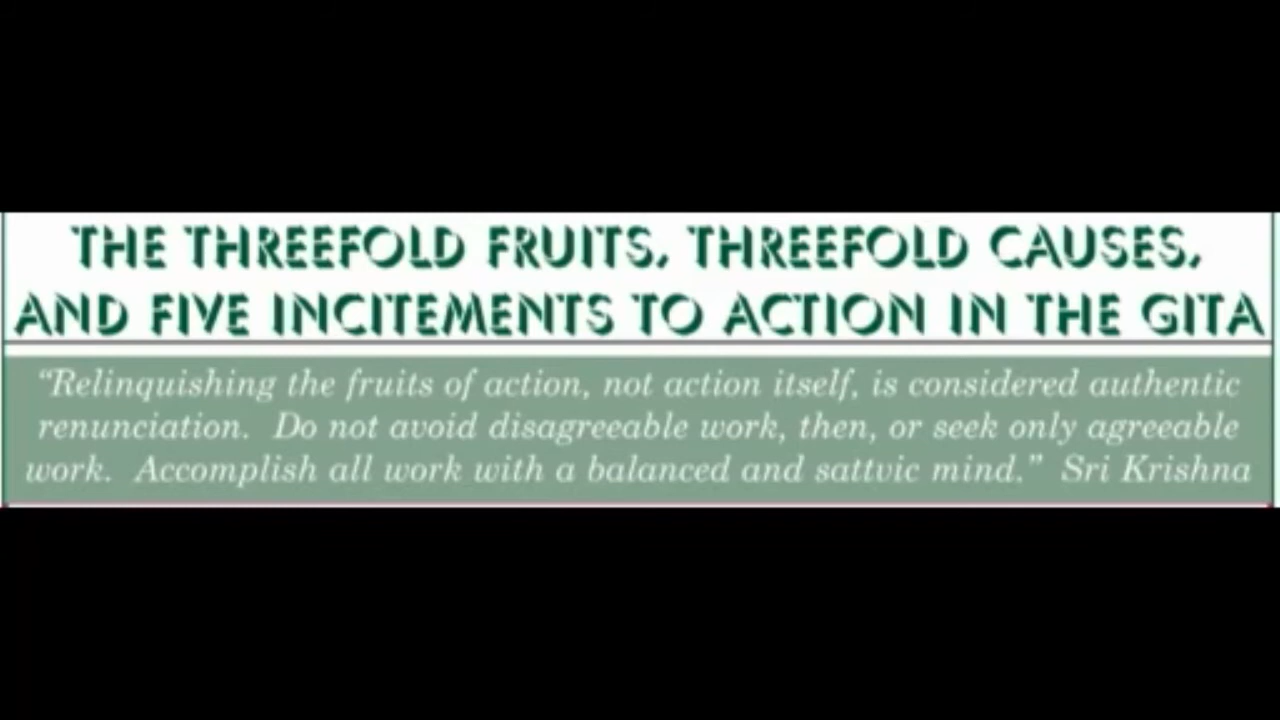 THE THREEFOLD FRUITS, THREEFOLD CAUSES,
AND FIVE INCITEMENTS TO ACTION IN THE GITA
“Relinquishing the fruits of action, not action itself, is considered authentic
renunciation. Do not avoid disagreeable work, then, or seek only agreeable
work. Accomplish all work with a balanced and sattvic mind.” Sri Krishna